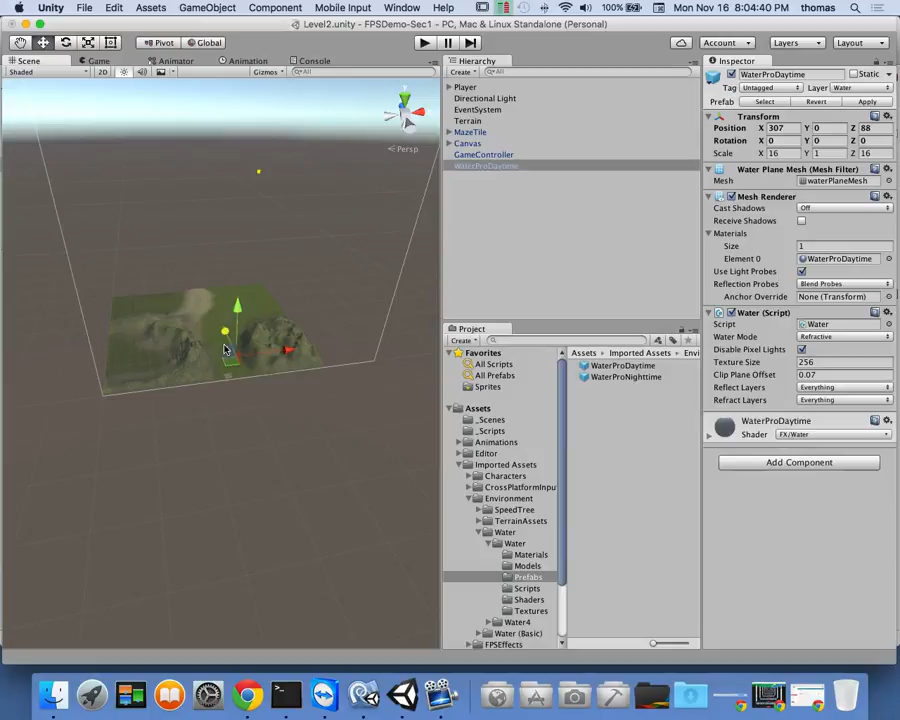 Unity File Edit Assets GameObject Component Mobile Input Window Help 100% Mon Nov 16 8:04:40 PM thomas
Level2.unity - FPSDemo-Sec1 - PC, Mac & Linux Standalone (Personal)
Pivot Global Account Layers Layout
Scene Game Animator Animation Console
Shaded 2D Gizmos All
Persp
Hierarchy
Create All
Player
Directional Light
EventSystem
Terrain
MazeTile
Canvas
GameController
WaterProDaytime
Project
Create
Favorites
All Scripts
All Prefabs
Sprites
Assets
_Scenes
_Scripts
Animations
Editor
Imported Assets
Characters
CrossPlatformInpu
Environment
SpeedTree
TerrainAssets
Water
Water
Materials
Models
Prefabs
Scripts
Shaders
Textures
Water4
Water (Basic)
FPSEffects
Assets Imported Assets Envi
WaterProDaytime
WaterProNighttime
Inspector
WaterProDaytime Static
Tag Untagged Layer Water
Prefab Select Revert Apply
Transform
Position X 307 Y 0 Z 88
Rotation X 0 Y 0 Z 0
Scale X 16 Y 1 Z 16
Water Plane Mesh (Mesh Filter)
Mesh waterPlaneMesh
Mesh Renderer
Cast Shadows Off
Receive Shadows
Materials
Size 1
Element 0 WaterProDaytime
Use Light Probes
Reflection Probes Blend Probes
Anchor Override None (Transform)
Water (Script)
Script Water
Water Mode Refractive
Disable Pixel Lights
Texture Size 256
Clip Plane Offset 0.07
Reflect Layers Everything
Refract Layers Everything
WaterProDaytime
Shader FX/Water
Add Component